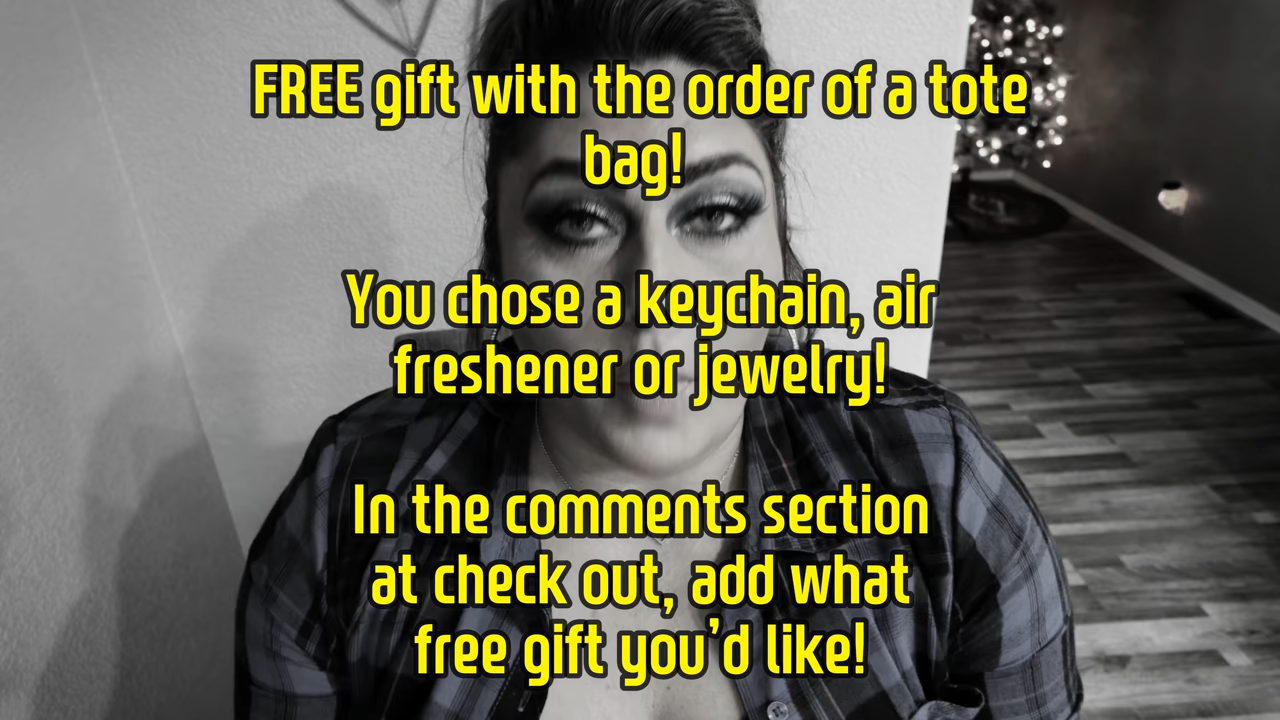 FREE gift with the order of a tote
bag!
You chose a keychain, air
freshener or jewelry!
In the comments section
at check out, add what
free gift you’d like!